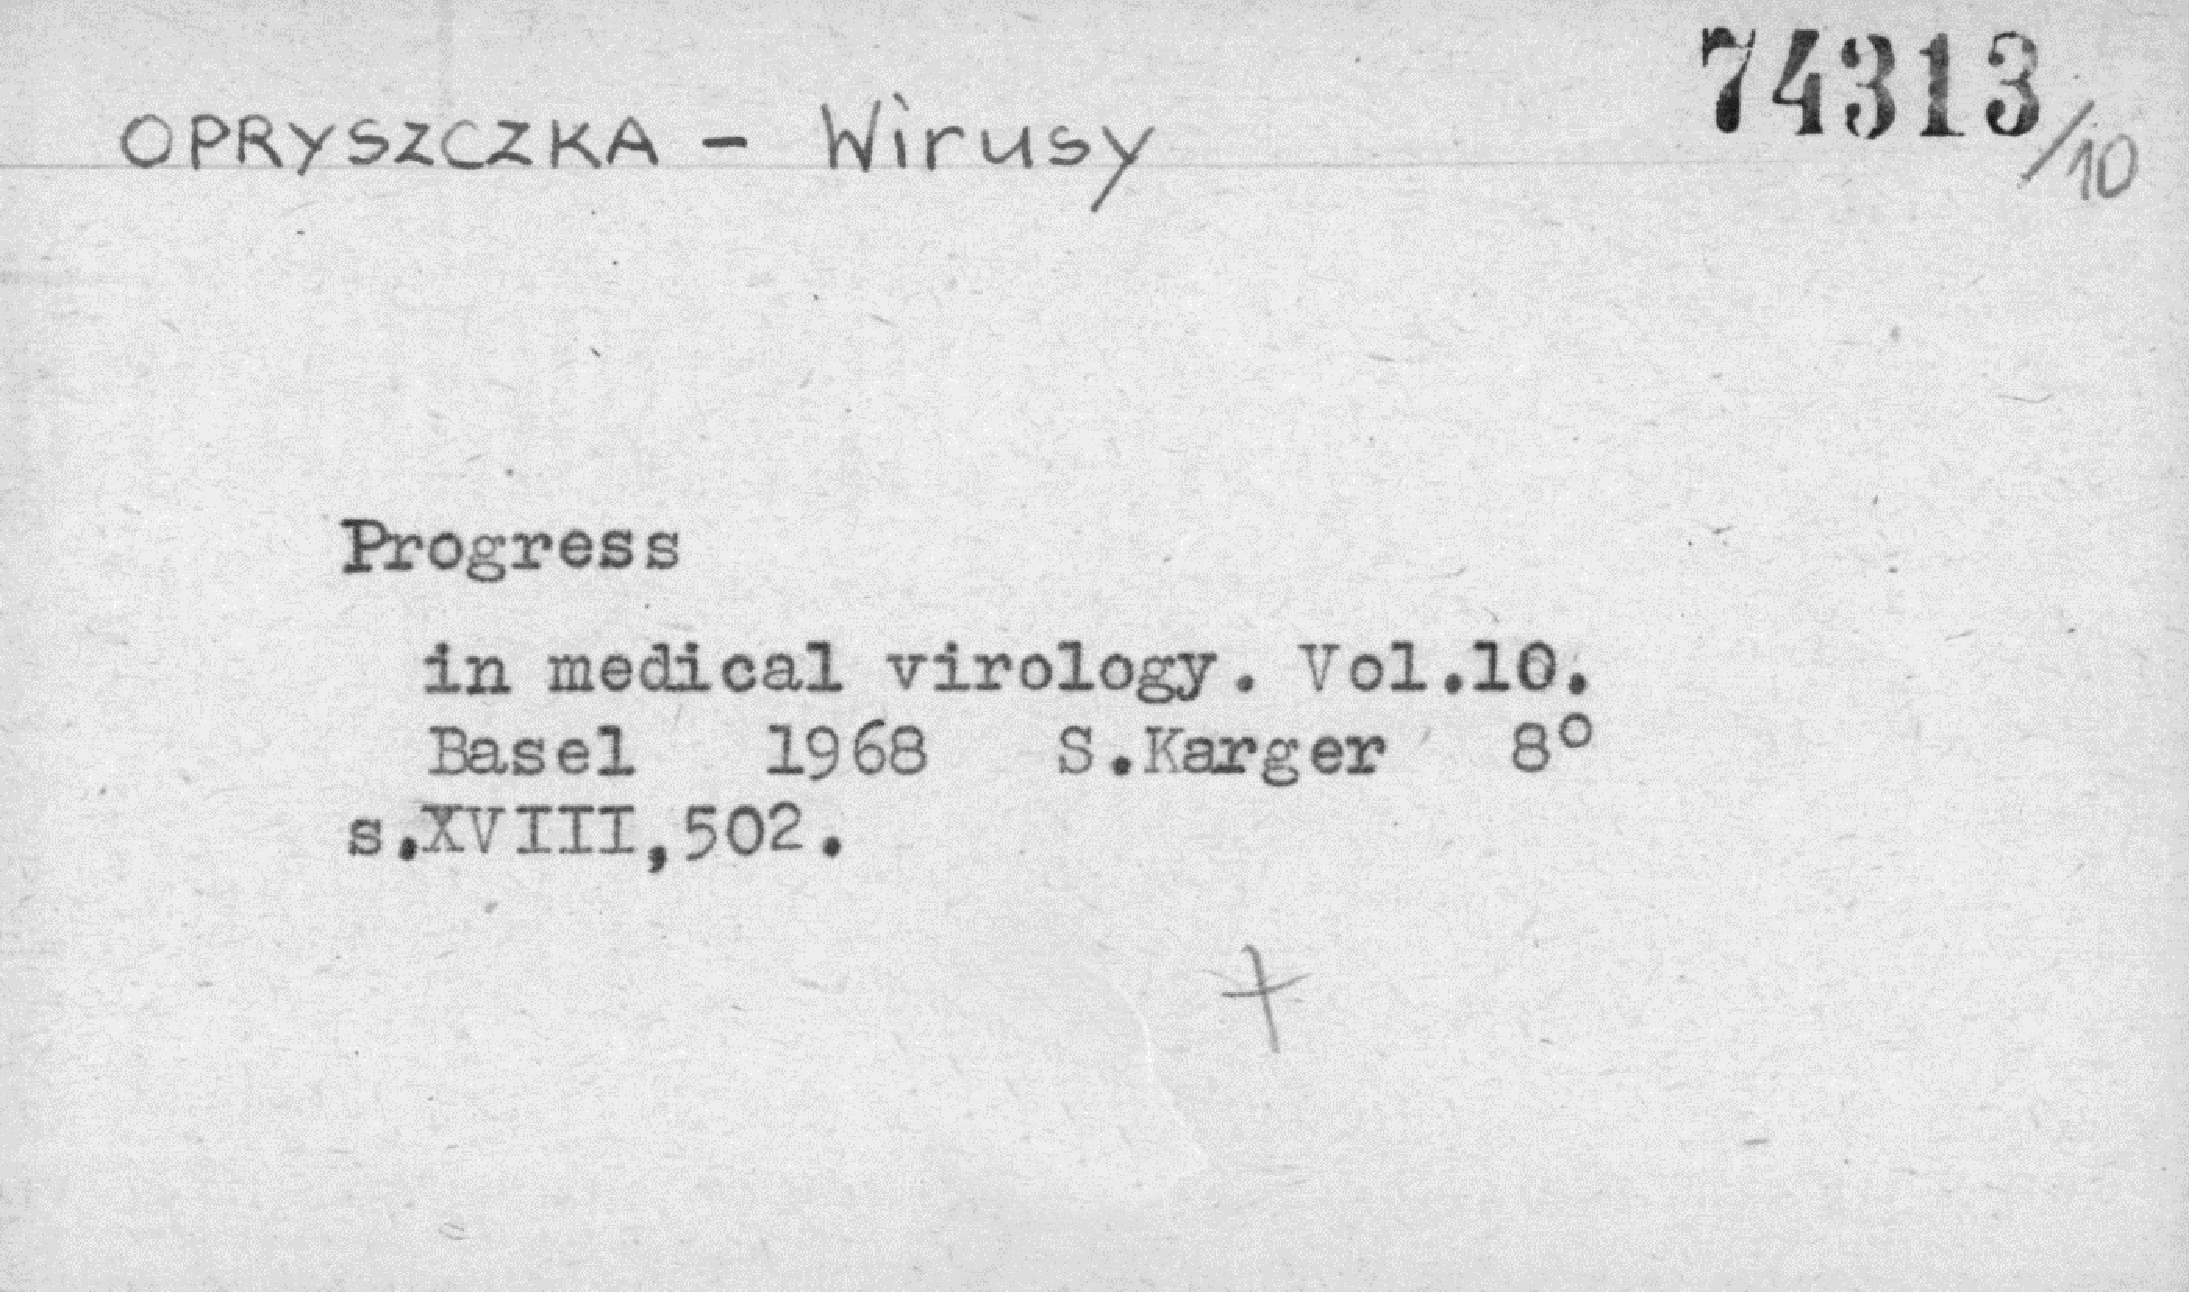 74313/10
OPRYSZCZKA - Wirusy
Progress
in medical virology. Vol.10.
Basel 1968 S.Karger 8°
s.XVIII,502.